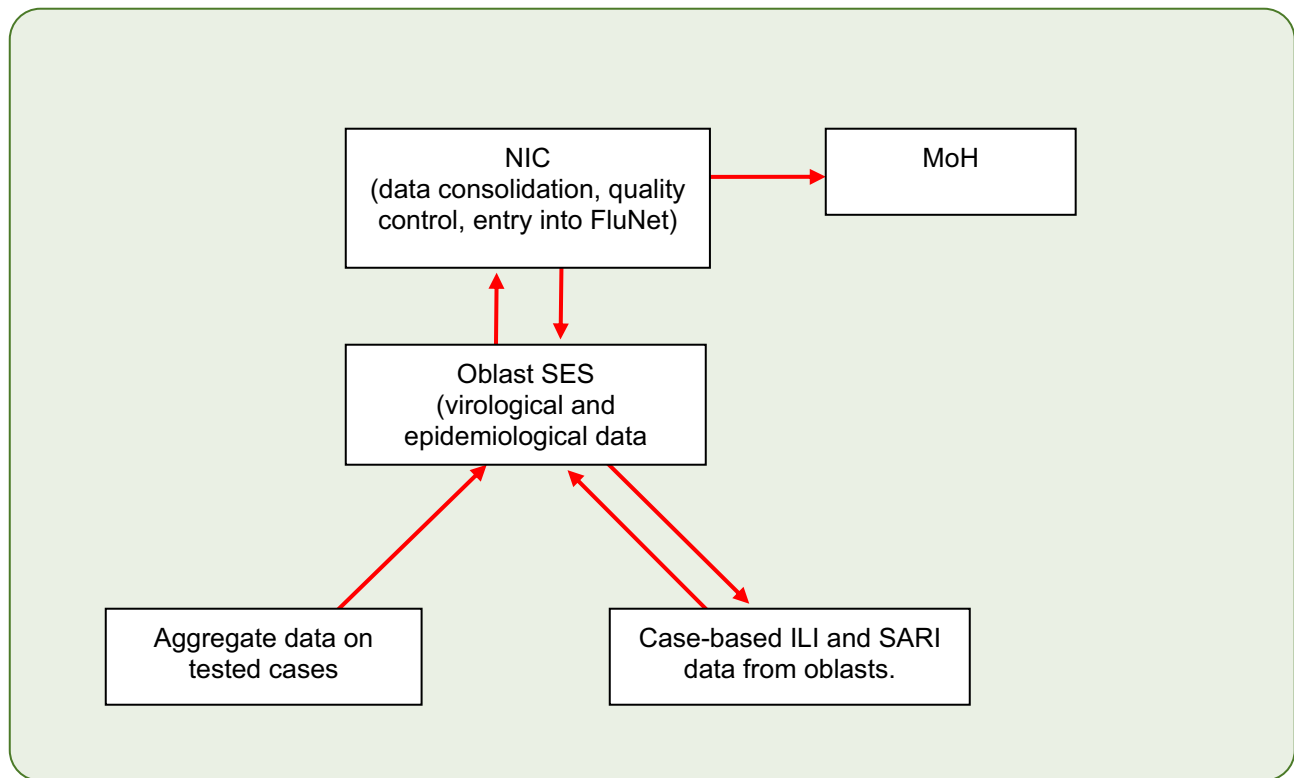 NIC
(data consolidation, quality
control, entry into FluNet)
MoH
Oblast SES
(virological and
epidemiological data
Aggregate data on
tested cases
Case-based ILI and SARI
data from oblasts.